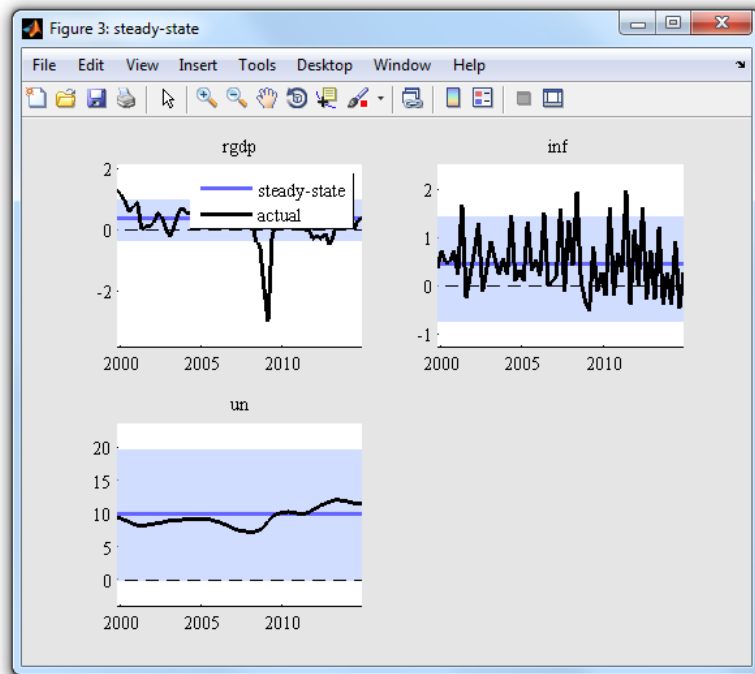 Figure 3: steady-state
File Edit View Insert Tools Desktop Window Help
rgdp
2
0
-2
steady-state
actual
2000 2005 2010
inf
2
1
0
-1
2000 2005 2010
un
20
15
10
5
0
2000 2005 2010